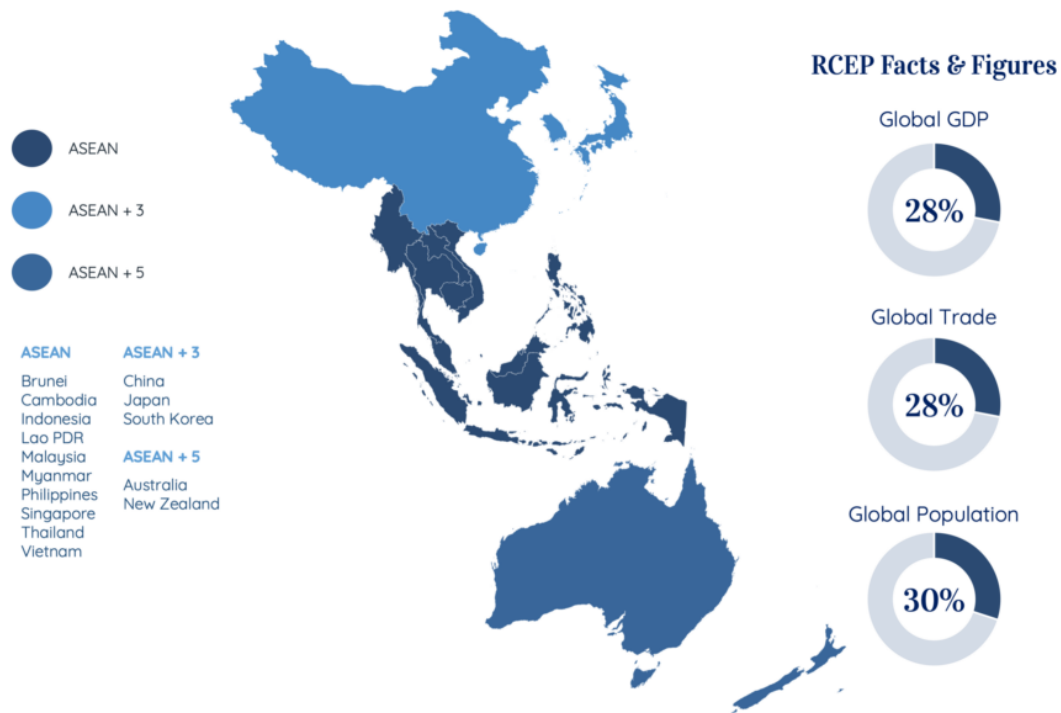 RCEP Facts & Figures
Global GDP
28%
Global Trade
28%
Global Population
30%
ASEAN
ASEAN + 3
ASEAN + 5
ASEAN
Brunei
Cambodia
Indonesia
Lao PDR
Malaysia
Myanmar
Philippines
Singapore
Thailand
Vietnam
ASEAN + 3
China
Japan
South Korea
ASEAN + 5
Australia
New Zealand